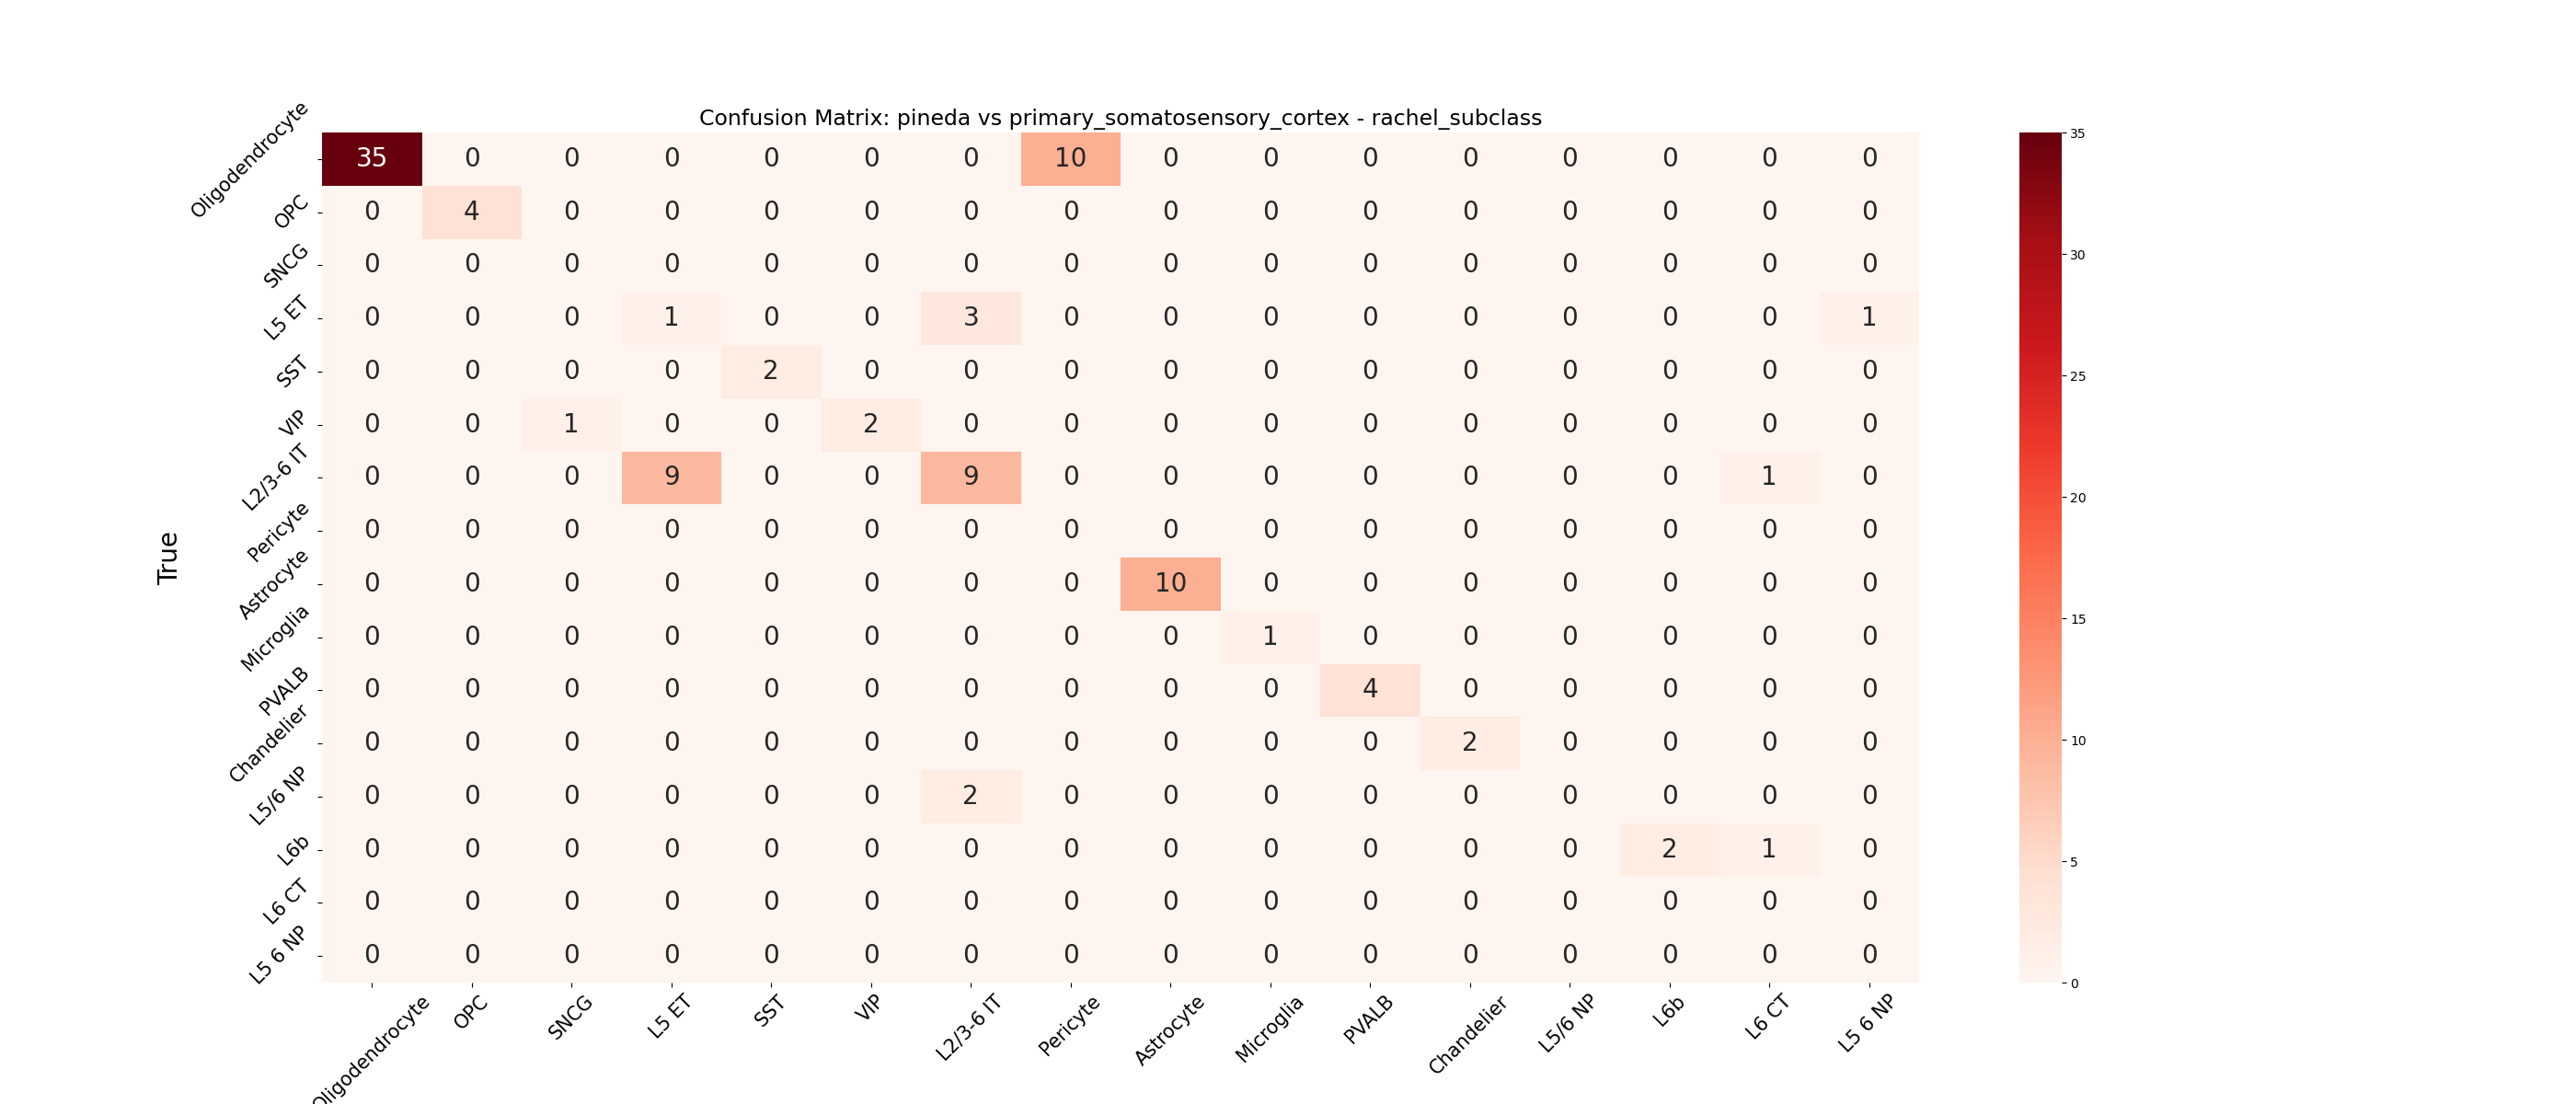 Confusion Matrix: pineda vs primary_somatosensory_cortex - rachel_subclass
True
Oligodendrocyte 35 0 0 0 0 0 0 10 0 0 0 0 0 0 0 0
OPC 0 4 0 0 0 0 0 0 0 0 0 0 0 0 0 0
SNCG 0 0 0 0 0 0 0 0 0 0 0 0 0 0 0 0
L5 ET 0 0 0 1 0 0 3 0 0 0 0 0 0 0 0 1
SST 0 0 0 0 2 0 0 0 0 0 0 0 0 0 0 0
VIP 0 0 1 0 0 2 0 0 0 0 0 0 0 0 0 0
L2/3-6 IT 0 0 0 9 0 0 9 0 0 0 0 0 0 0 1 0
Pericyte 0 0 0 0 0 0 0 0 0 0 0 0 0 0 0 0
Astrocyte 0 0 0 0 0 0 0 0 10 0 0 0 0 0 0 0
Microglia 0 0 0 0 0 0 0 0 0 1 0 0 0 0 0 0
PVALB 0 0 0 0 0 0 0 0 0 0 4 0 0 0 0 0
Chandelier 0 0 0 0 0 0 0 0 0 0 0 2 0 0 0 0
L5/6 NP 0 0 0 0 0 0 2 0 0 0 0 0 0 0 0 0
L6b 0 0 0 0 0 0 0 0 0 0 0 0 0 2 1 0
L6 CT 0 0 0 0 0 0 0 0 0 0 0 0 0 0 0 0
L5 6 NP 0 0 0 0 0 0 0 0 0 0 0 0 0 0 0 0
Oligodendrocyte OPC SNCG L5 ET SST VIP L2/3-6 IT Pericyte Astrocyte Microglia PVALB Chandelier L5/6 NP L6b L6 CT L5 6 NP
35
30
25
20
15
10
5
0